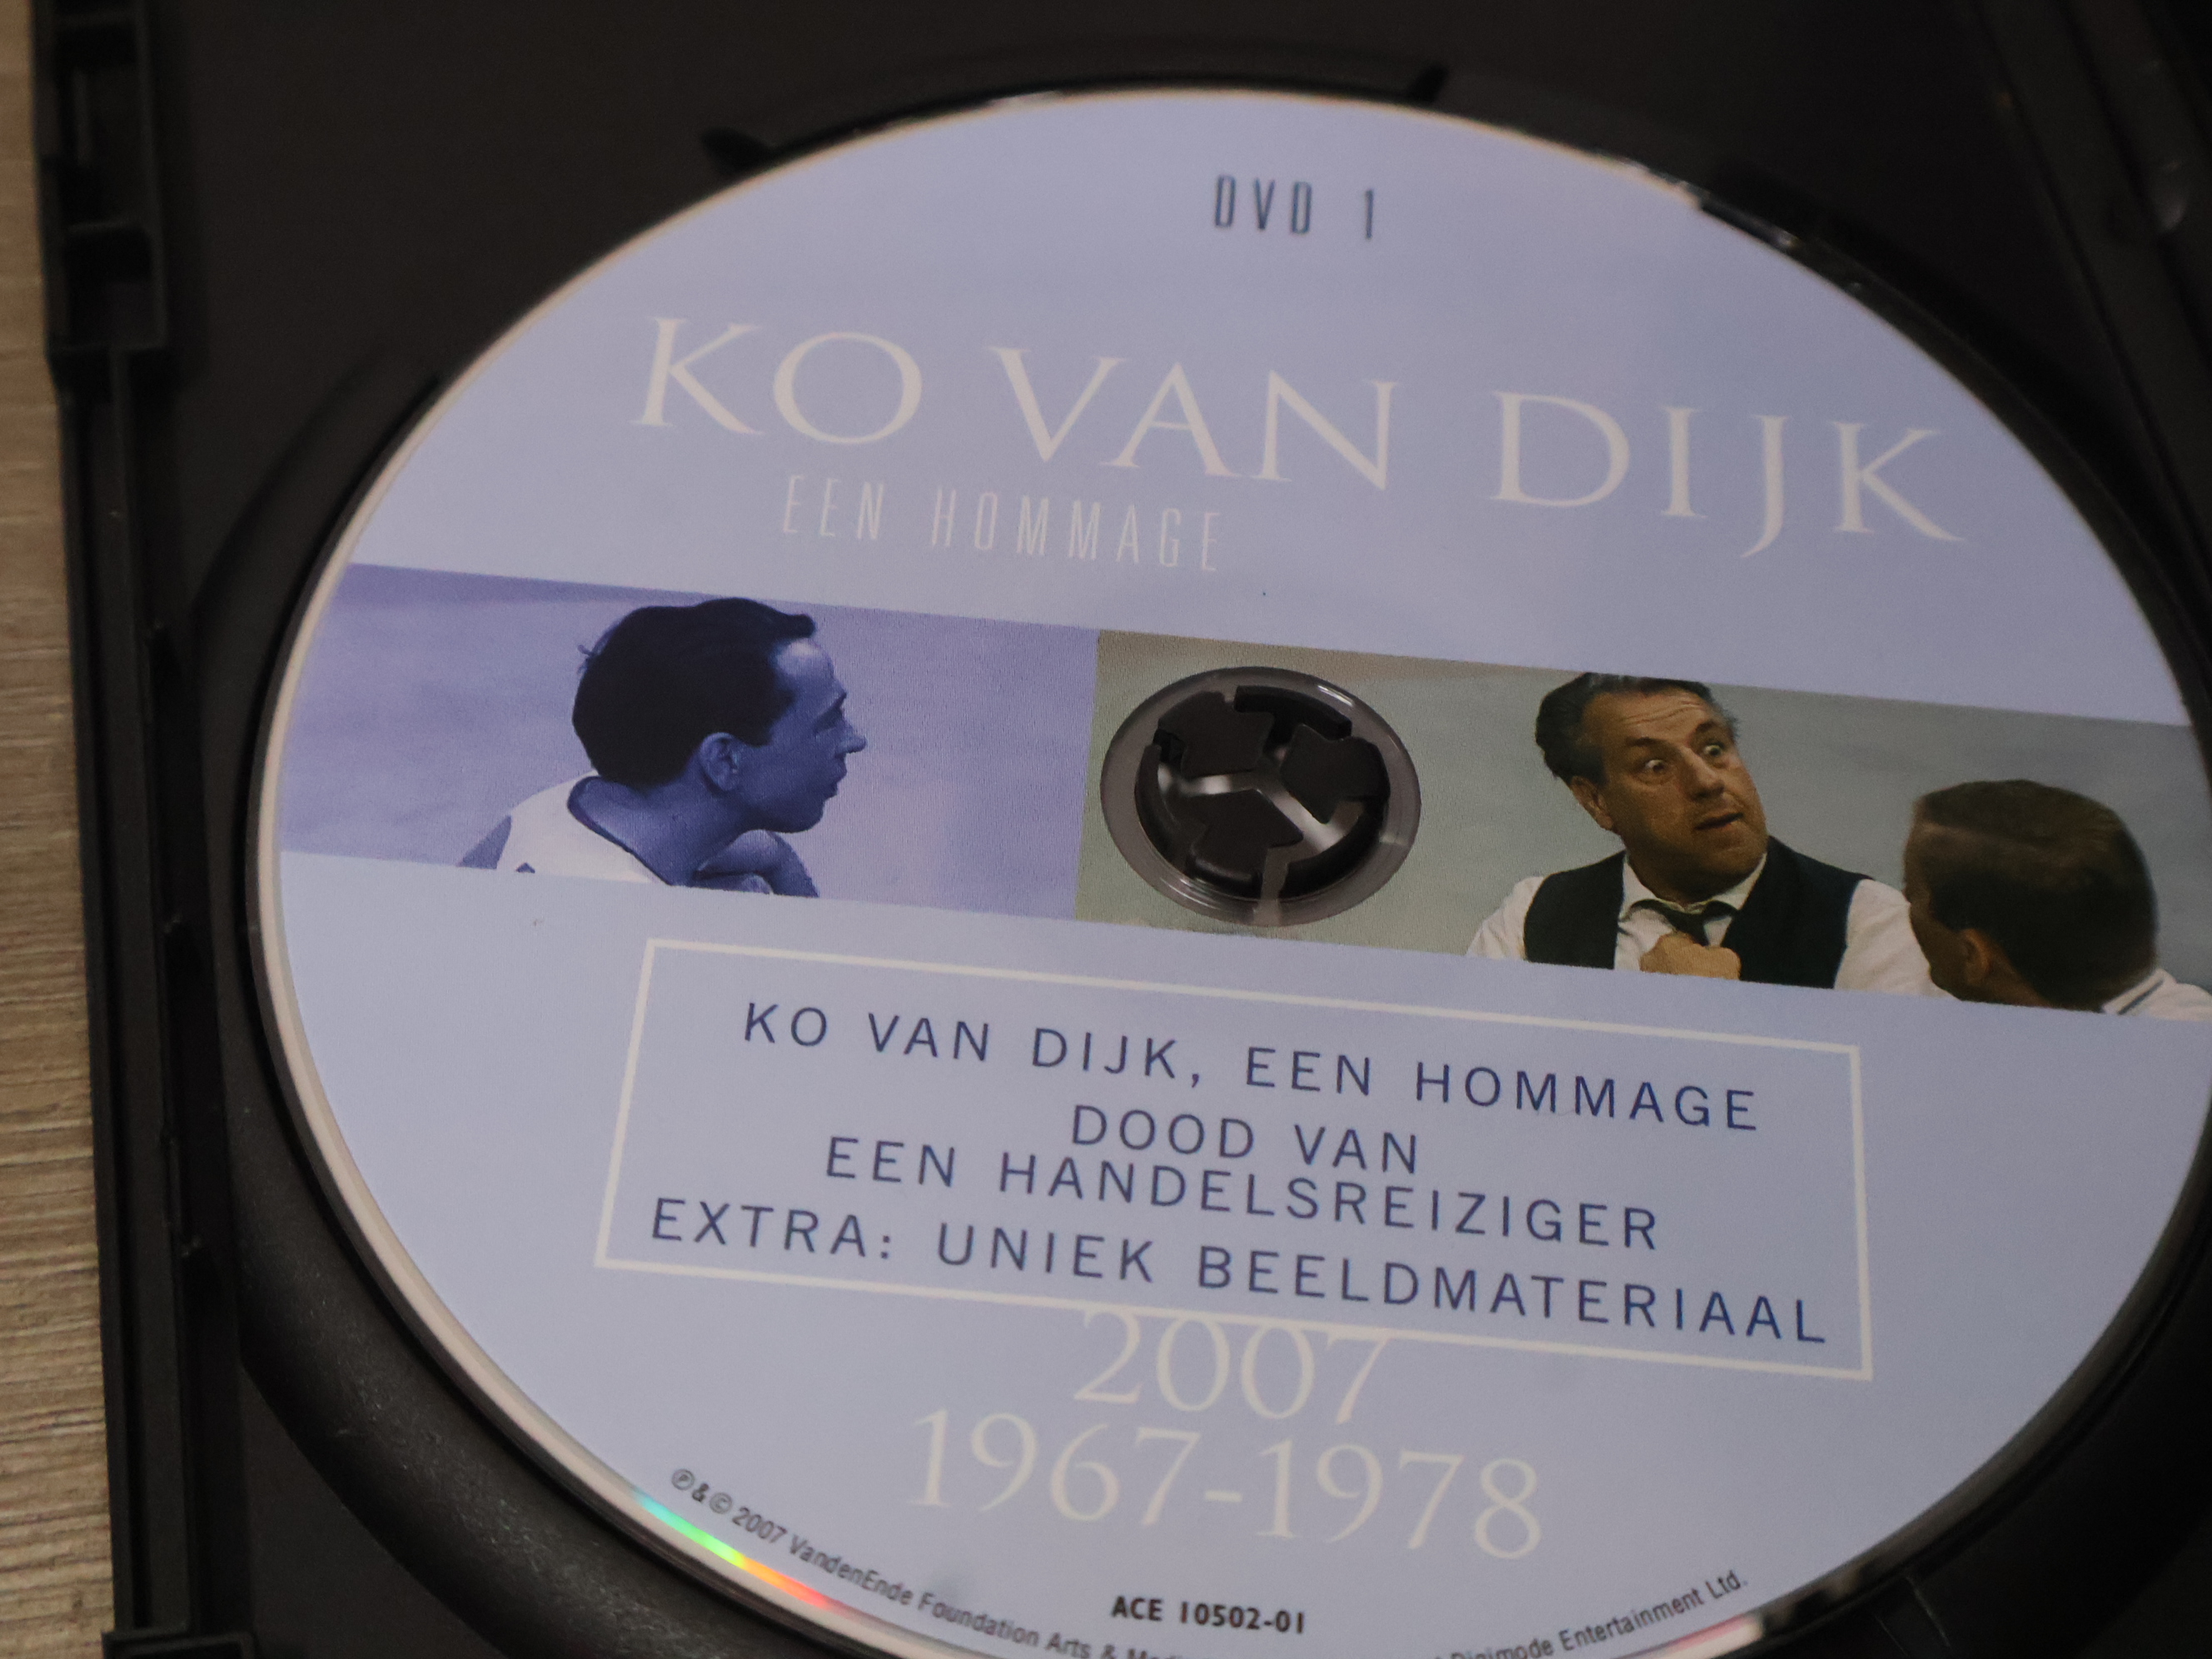 DVD 1
KO VAN DIJK
EEN HOMMAGE
KO VAN DIJK, EEN HOMMAGE
DOOD VAN
EEN HANDELSREIZIGER
EXTRA: UNIEK BEELDMATERIAAL
2007
1967-1978
℗&© 2007 VandenEnde Foundation Arts & Digimode Entertainment Ltd.
ACE 10502-01